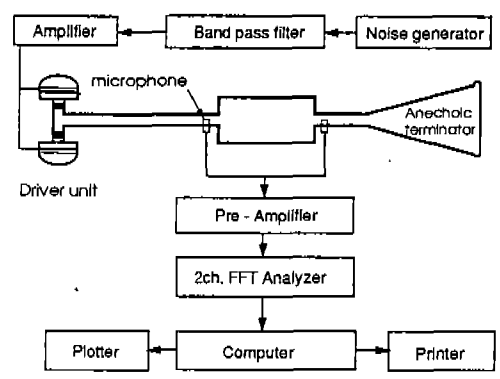 Amplifier
Band pass filter
Noise generator
microphone
Anechoic
terminator
Driver unit
Pre - Amplifier
2ch. FFT Analyzer
Plotter
Computer
Printer